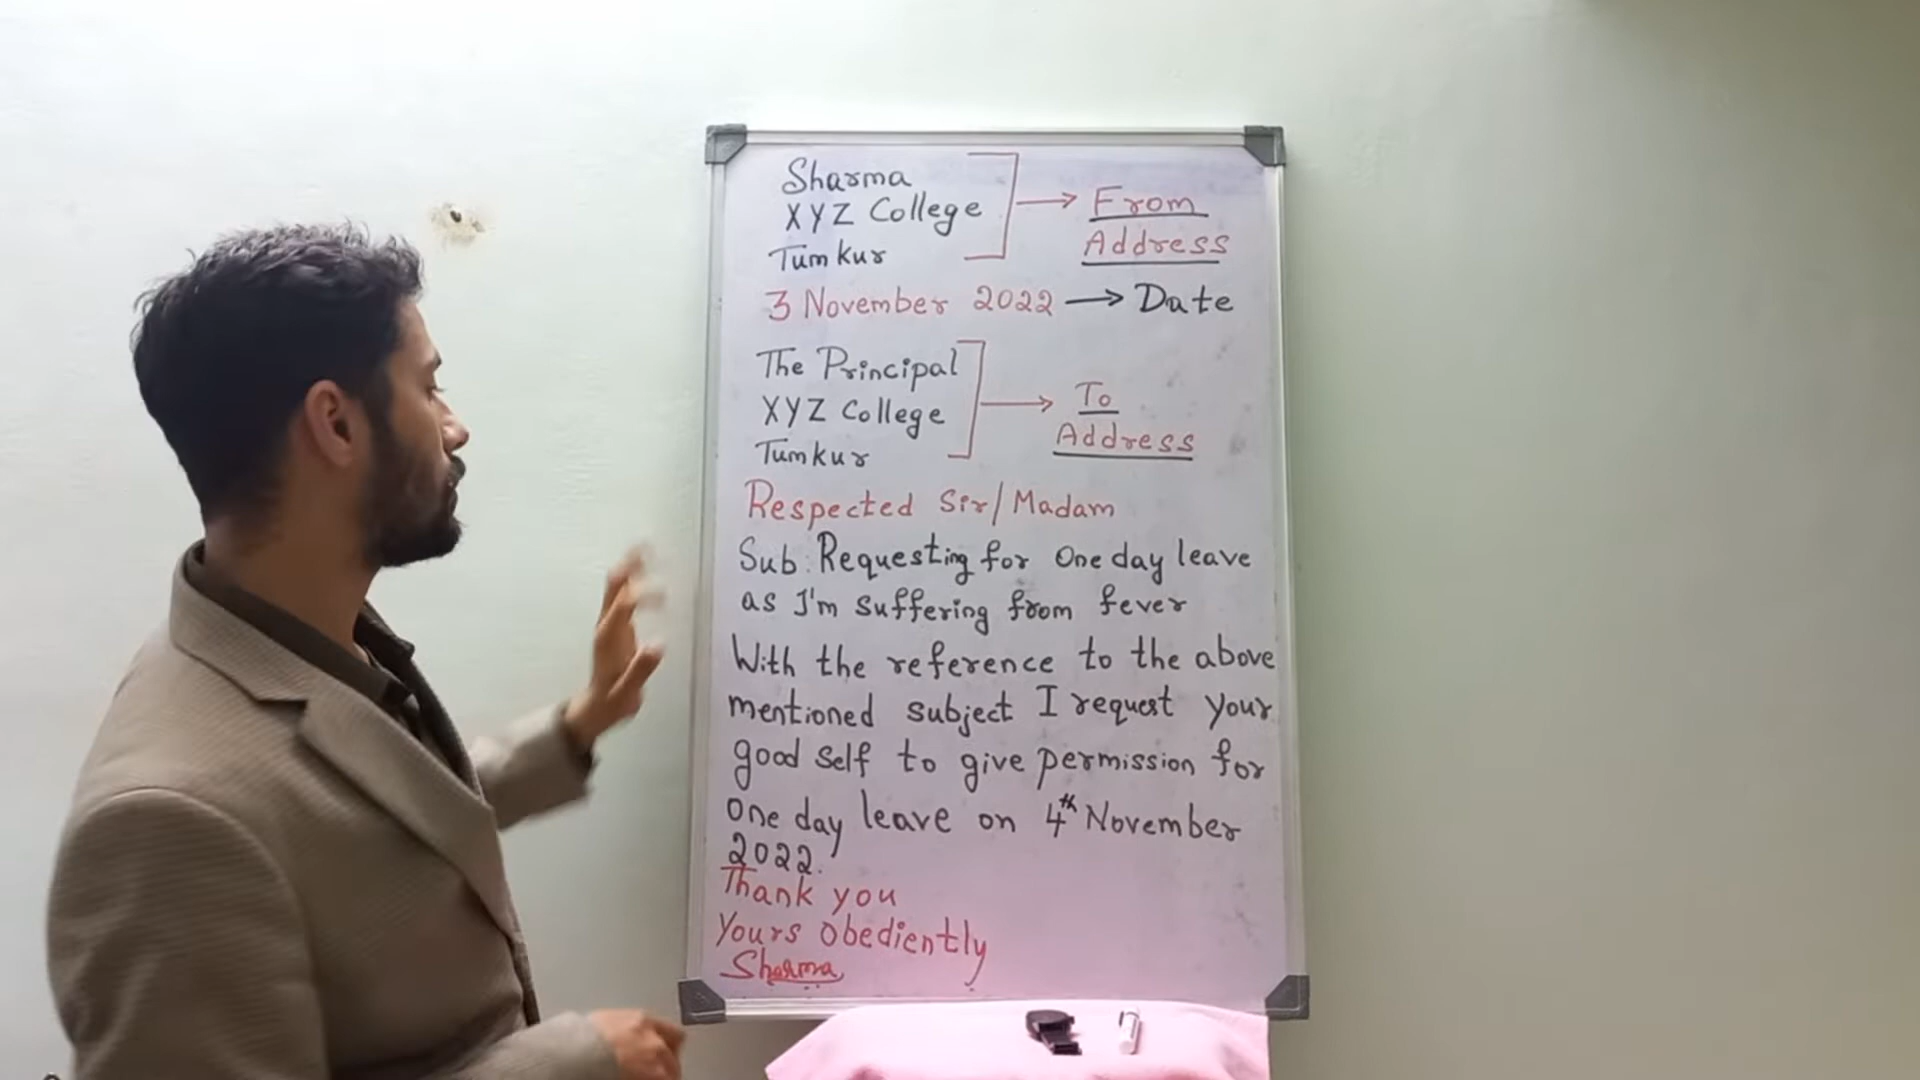 Sharma
XYZ College
Tumkur
From
Address
3 November 2022 → Date
The Principal
XYZ College
Tumkur
To
Address
Respected Sir/Madam
Sub: Requesting for One day leave
as I'm suffering from fever
With the reference to the above
mentioned subject I request your
good self to give permission for
One day leave on 4th November
2022.
Thank you
Yours obediently
Sharma